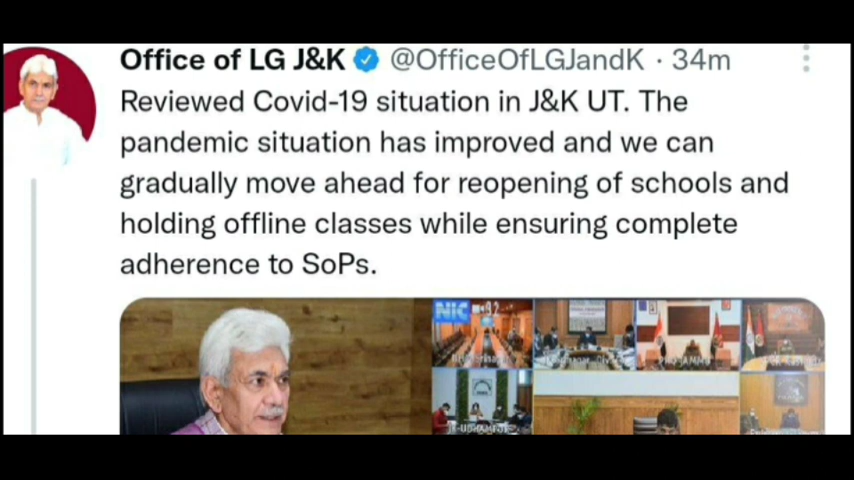 Office of LG J&K @OfficeOfLGJandK · 34m
Reviewed Covid-19 situation in J&K UT. The
pandemic situation has improved and we can
gradually move ahead for reopening of schools and
holding offline classes while ensuring complete
adherence to SoPs.
NIC